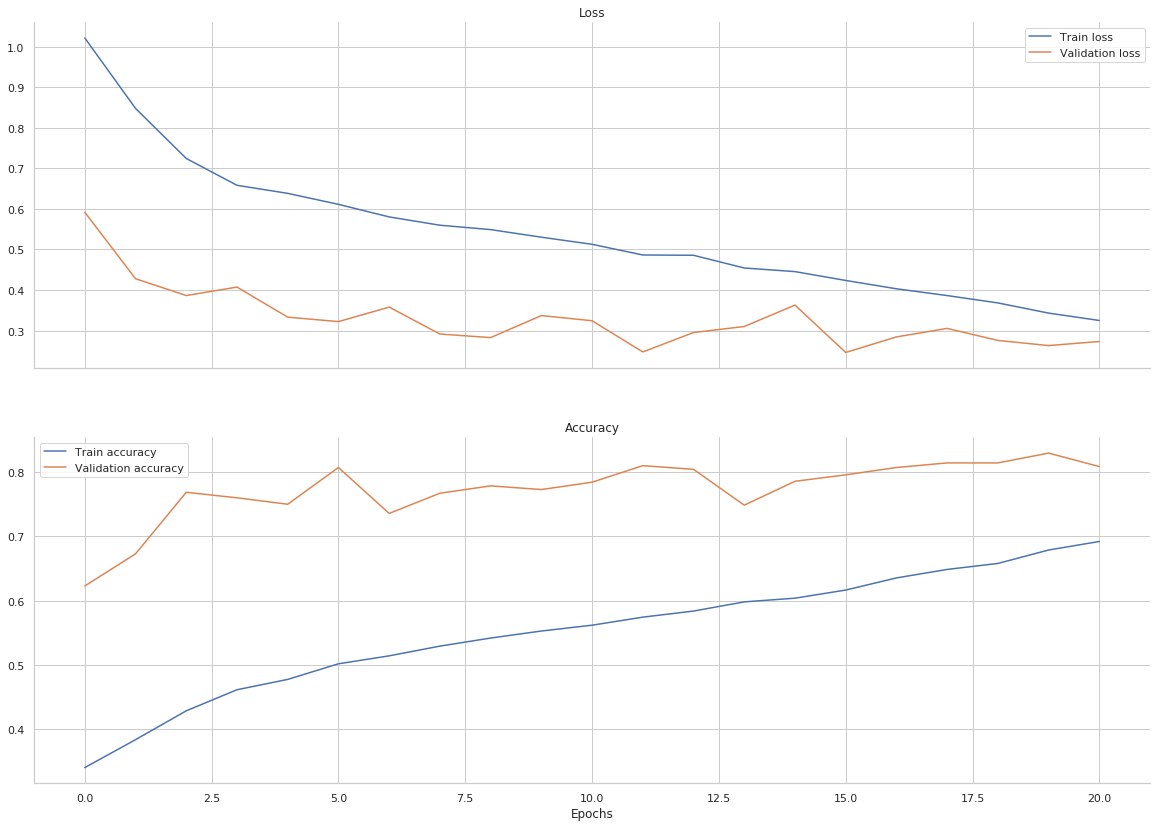 Loss
Train loss
Validation loss
1.0
0.9
0.8
0.7
0.6
0.5
0.4
0.3
Accuracy
Train accuracy
Validation accuracy
0.8
0.7
0.6
0.5
0.4
0.0 2.5 5.0 7.5 10.0 12.5 15.0 17.5 20.0
Epochs